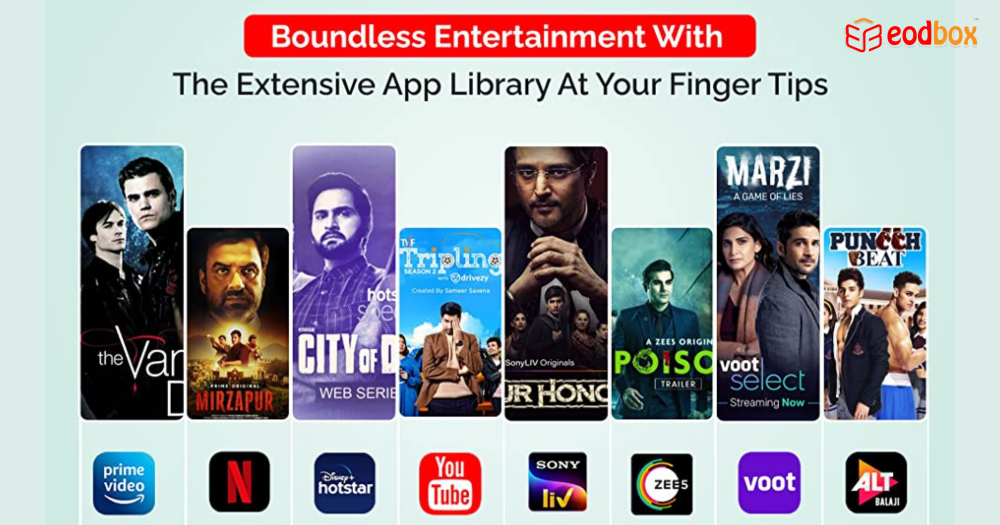 Boundless Entertainment With
eodbox
The Extensive App Library At Your Finger Tips
the Van
D
PRIME ORIGINAL
MIRZAPUR
hots
spe
CITY OF D
WEB SERIE
TVF
Tripling
SEASON 2 with drivezy
Created By Sameer Saxena
SonyLIV Originals
UR HONO
A ZEE5 ORIGIN
POISO
TRAILER
MARZI
A GAME OF LIES
voot
select
Streaming Now
PUNCCH
BEAT
prime
video
N
Disney+
hotstar
You
Tube
SONY
liv
ZEE5
voot
ALT
BALAJI